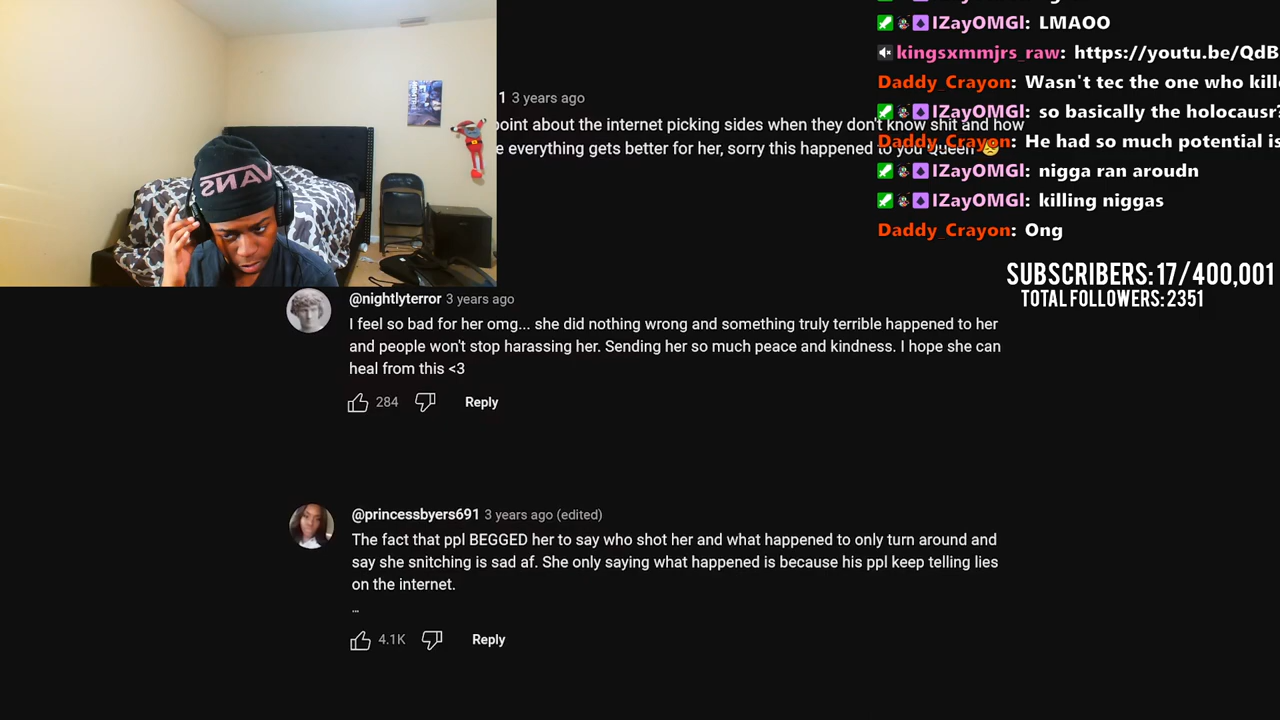 VANS
1 3 years ago
point about the internet picking sides when they don't know shit and how
e everything gets better for her, sorry this happened to you Queen 😢
@nightlyterror 3 years ago
I feel so bad for her omg... she did nothing wrong and something truly terrible happened to her
and people won't stop harassing her. Sending her so much peace and kindness. I hope she can
heal from this <3
284 Reply
@princessbyers691 3 years ago (edited)
The fact that ppl BEGGED her to say who shot her and what happened to only turn around and
say she snitching is sad af. She only saying what happened is because his ppl keep telling lies
on the internet.
...
4.1K Reply
IZayOMGl: LMAOO
kingsxmmjrs_raw: https://youtu.be/QdB
Daddy_Crayon: Wasn't tec the one who kill
IZayOMGl: so basically the holocausr?
Daddy_Crayon: He had so much potential is
IZayOMGl: nigga ran aroudn
IZayOMGl: killing niggas
Daddy_Crayon: Ong
SUBSCRIBERS: 17/400,001
TOTAL FOLLOWERS: 2351